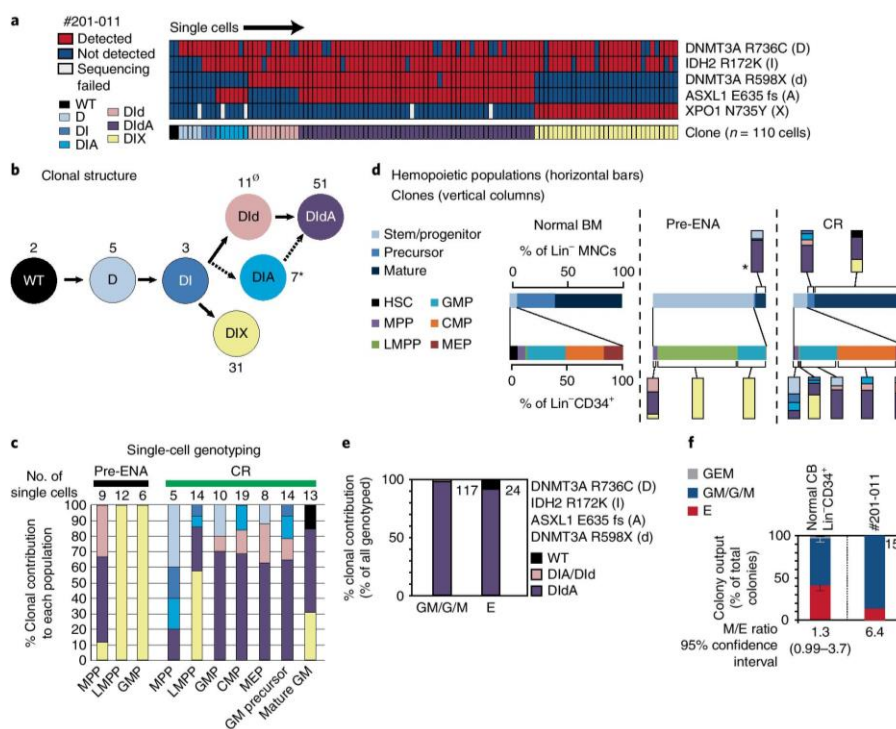 a
#201-011
Detected
Not detected
Sequencing failed
WT
D
DI
DIA
DId
DIdA
DIX
Single cells
DNMT3A R736C (D)
IDH2 R172K (I)
DNMT3A R598X (d)
ASXL1 E635 fs (A)
XPO1 N735Y (X)
Clone (n = 110 cells)
b Clonal structure
2
WT
5
D
3
DI
11ø
DId
51
DIdA
DIA
7*
DIX
31
d Hemopoietic populations (horizontal bars)
Clones (vertical columns)
Stem/progenitor
Precursor
Mature
HSC
MPP
LMPP
GMP
CMP
MEP
Normal BM
% of Lin⁻ MNCs
0 50 100
0 50 100
% of Lin⁻CD34⁺
Pre-ENA
*
CR
c Single-cell genotyping
No. of single cells
Pre-ENA CR
9 12 6 5 14 10 19 8 14 13
% Clonal contribution to each population
100
90
80
70
60
50
40
30
20
10
0
MPP LMPP GMP MPP LMPP GMP CMP MEP GM precursor Mature GM
e
% clonal contribution (% of all genotyped)
100
50
0
117
24
GM/G/M E
DNMT3A R736C (D)
IDH2 R172K (I)
ASXL1 E635 fs (A)
DNMT3A R598X (d)
WT
DIA/DId
DIdA
f
GEM
GM/G/M
E
Normal CB Lin⁻CD34⁺
#201-011
Colony output (% of total colonies)
100
50
0
15
M/E ratio 1.3 6.4
95% confidence interval (0.99–3.7)